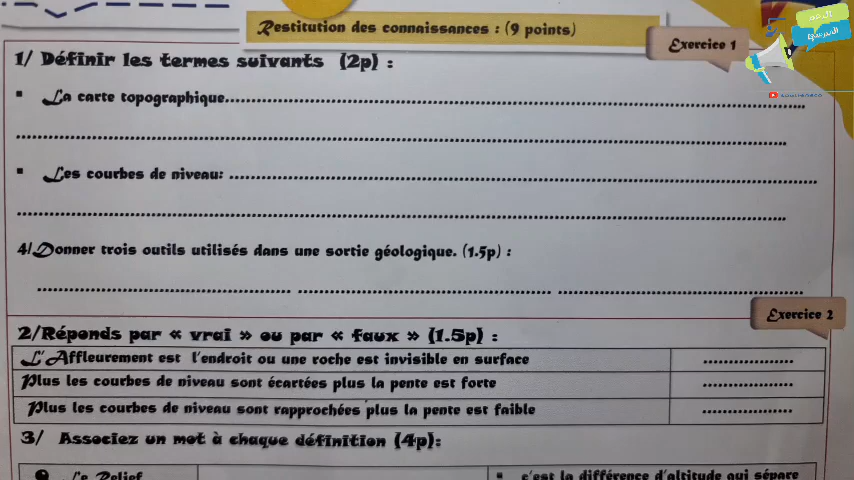 Restitution des connaissances : (9 points)
Exercice 1
1/ Définir les termes suivants (2p) :
▪ La carte topographique................................
................................
▪ Les courbes de niveau: ................................
................................
4/Donner trois outils utilisés dans une sortie géologique. (1.5p) :
................................ ................................ ................................
Exercice 2
2/Réponds par « vrai » ou par « faux » (1.5p) :
L'Affleurement est l'endroit ou une roche est invisible en surface ..................
Plus les courbes de niveau sont écartées plus la pente est forte ..................
Plus les courbes de niveau sont rapprochées plus la pente est faible ..................
3/ Associez un mot à chaque définition (4p):
Le Relief ▪ c'est la différence d'altitude qui sépare